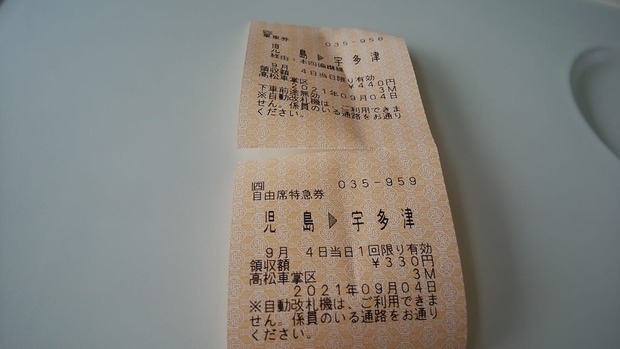 四
乗車券
035-958
児島▶宇多津
経由：本四備讃線
9月 4日当日限り有効
領収額 ¥440円
高松車掌区 3M
下車前途無効 2021年09月04日
※自動改札機は、ご利用できま
せん。係員のいる通路をお通り
ください。
四
035-959
自由席特急券
児島▶宇多津
9月 4日当日1回限り有効
領収額 ¥330円
高松車掌区 3M
2021年09月04日
※自動改札機は、ご利用できま
せん。係員のいる通路をお通り
ください。